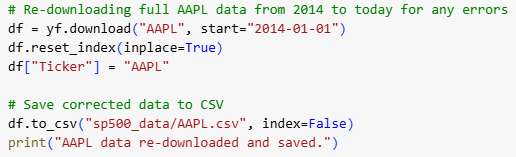 # Re-downloading full AAPL data from 2014 to today for any errors
df = yf.download("AAPL", start="2014-01-01")
df.reset_index(inplace=True)
df["Ticker"] = "AAPL"
# Save corrected data to CSV
df.to_csv("sp500_data/AAPL.csv", index=False)
print("AAPL data re-downloaded and saved.")